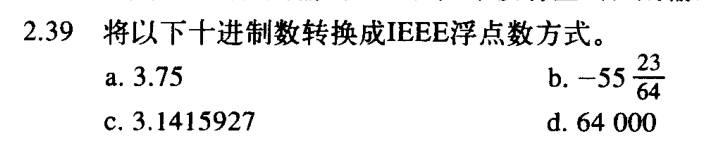 2.39 将以下十进制数转换成IEEE浮点数方式。
a. 3.75 b. −55 23/64
c. 3.1415927 d. 64 000